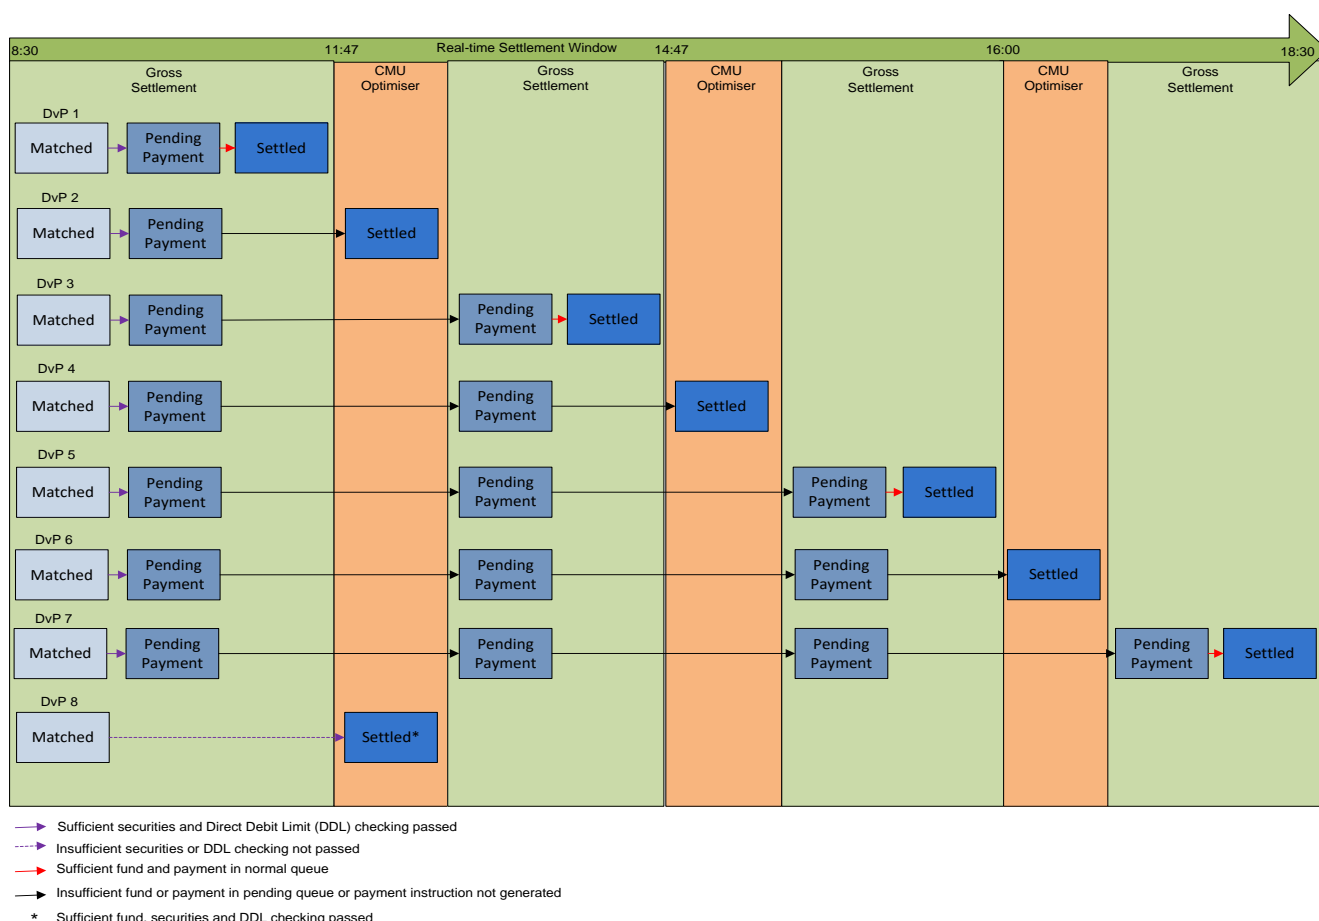 8:30 11:47 Real-time Settlement Window 14:47 16:00 18:30
Gross
Settlement
CMU
Optimiser
Gross
Settlement
CMU
Optimiser
Gross
Settlement
CMU
Optimiser
Gross
Settlement
DvP 1
Matched
Pending
Payment
Settled
DvP 2
Matched
Pending
Payment
Settled
DvP 3
Matched
Pending
Payment
Pending
Payment
Settled
DvP 4
Matched
Pending
Payment
Pending
Payment
Settled
DvP 5
Matched
Pending
Payment
Pending
Payment
Pending
Payment
Settled
DvP 6
Matched
Pending
Payment
Pending
Payment
Pending
Payment
Settled
DvP 7
Matched
Pending
Payment
Pending
Payment
Pending
Payment
Pending
Payment
Settled
DvP 8
Matched
Settled*
Sufficient securities and Direct Debit Limit (DDL) checking passed
Insufficient securities or DDL checking not passed
Sufficient fund and payment in normal queue
Insufficient fund or payment in pending queue or payment instruction not generated
* Sufficient fund, securities and DDL checking passed